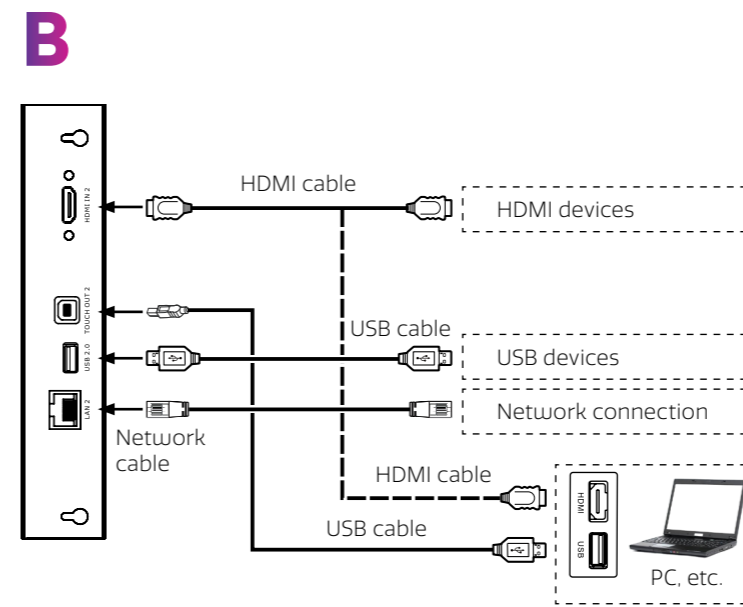 B
HDMI IN 2
HDMI cable
HDMI devices
TOUCH OUT 2
USB cable
USB 2.0
USB devices
LAN 2
Network connection
Network
cable
HDMI cable
HDMI
USB cable
USB
PC, etc.